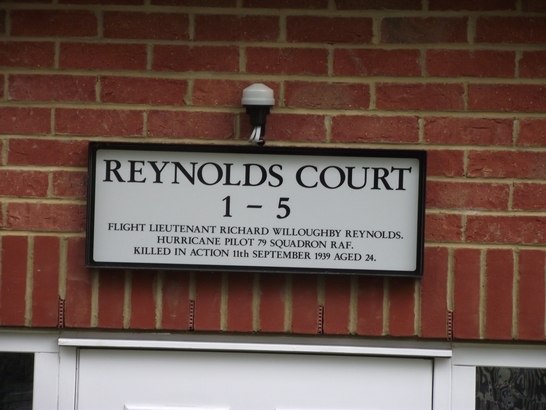 REYNOLDS COURT
1 - 5
FLIGHT LIEUTENANT RICHARD WILLOUGHBY REYNOLDS.
HURRICANE PILOT 79 SQUADRON RAF.
KILLED IN ACTION 11th SEPTEMBER 1939 AGED 24.